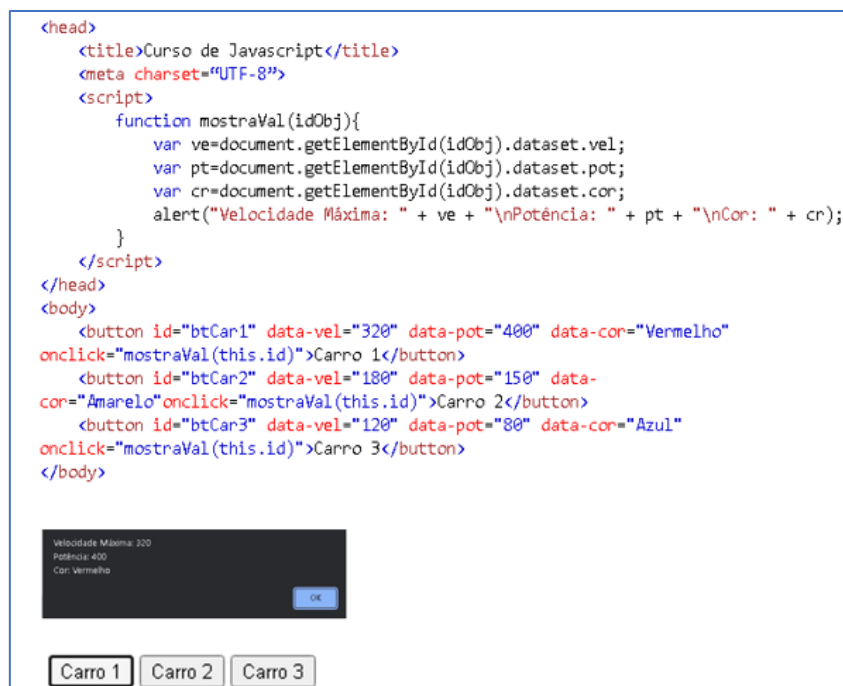 <head>
<title>Curso de Javascript</title>
<meta charset=“UTF-8”>
<script>
function mostraVal(idObj){
var ve=document.getElementById(idObj).dataset.vel;
var pt=document.getElementById(idObj).dataset.pot;
var cr=document.getElementById(idObj).dataset.cor;
alert("Velocidade Máxima: " + ve + "\nPotência: " + pt + "\nCor: " + cr);
}
</script>
</head>
<body>
<button id="btCar1" data-vel="320" data-pot="400" data-cor="Vermelho"
onclick="mostraVal(this.id)">Carro 1</button>
<button id="btCar2" data-vel="180" data-pot="150" data-
cor="Amarelo"onclick="mostraVal(this.id)">Carro 2</button>
<button id="btCar3" data-vel="120" data-pot="80" data-cor="Azul"
onclick="mostraVal(this.id)">Carro 3</button>
</body>
Velocidade Máxima: 320
Potência: 400
Cor: Vermelho
OK
Carro 1 Carro 2 Carro 3